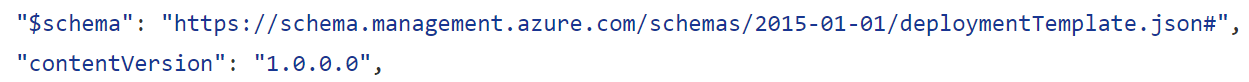 "$schema": "https://schema.management.azure.com/schemas/2015-01-01/deploymentTemplate.json#",
"contentVersion": "1.0.0.0",